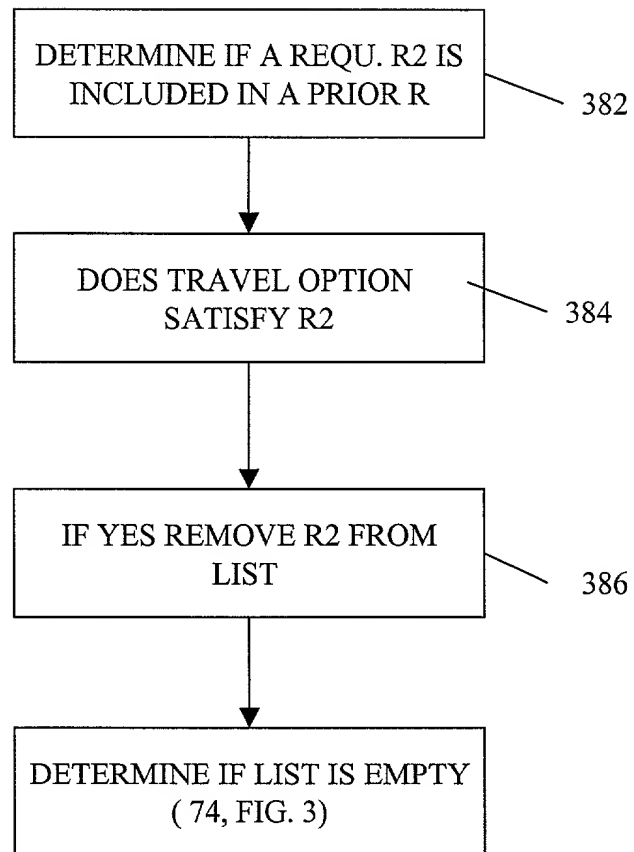 DETERMINE IF A REQU. R2 IS
INCLUDED IN A PRIOR R
382
DOES TRAVEL OPTION
SATISFY R2
384
IF YES REMOVE R2 FROM
LIST
386
DETERMINE IF LIST IS EMPTY
( 74, FIG. 3)